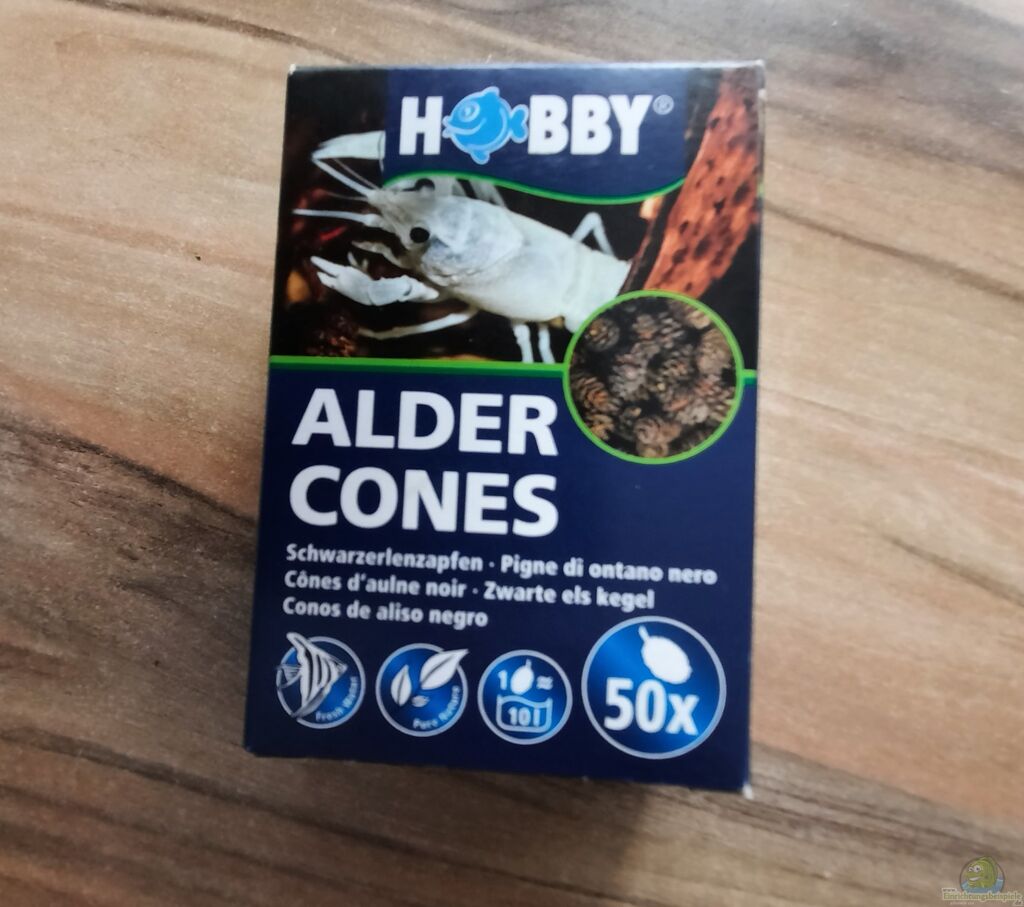 HOBBY®
ALDER
CONES
Schwarzerlenzapfen · Pigne di ontano nero
Cônes d'aulne noir · Zwarte els kegel
Conos de aliso negro
Fresh Water
Pure Nature
1 ≈
10 l
50x
Einrichtungsbeispiele